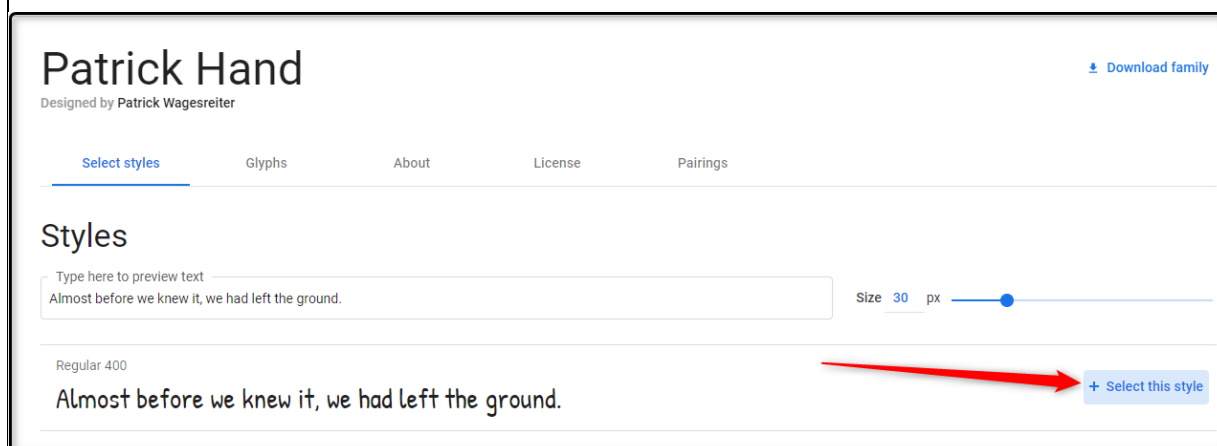 Patrick Hand
Download family
Designed by Patrick Wagesreiter
Select styles Glyphs About License Pairings
Styles
Type here to preview text
Almost before we knew it, we had left the ground.
Size 30 px
Regular 400
Almost before we knew it, we had left the ground.
+ Select this style